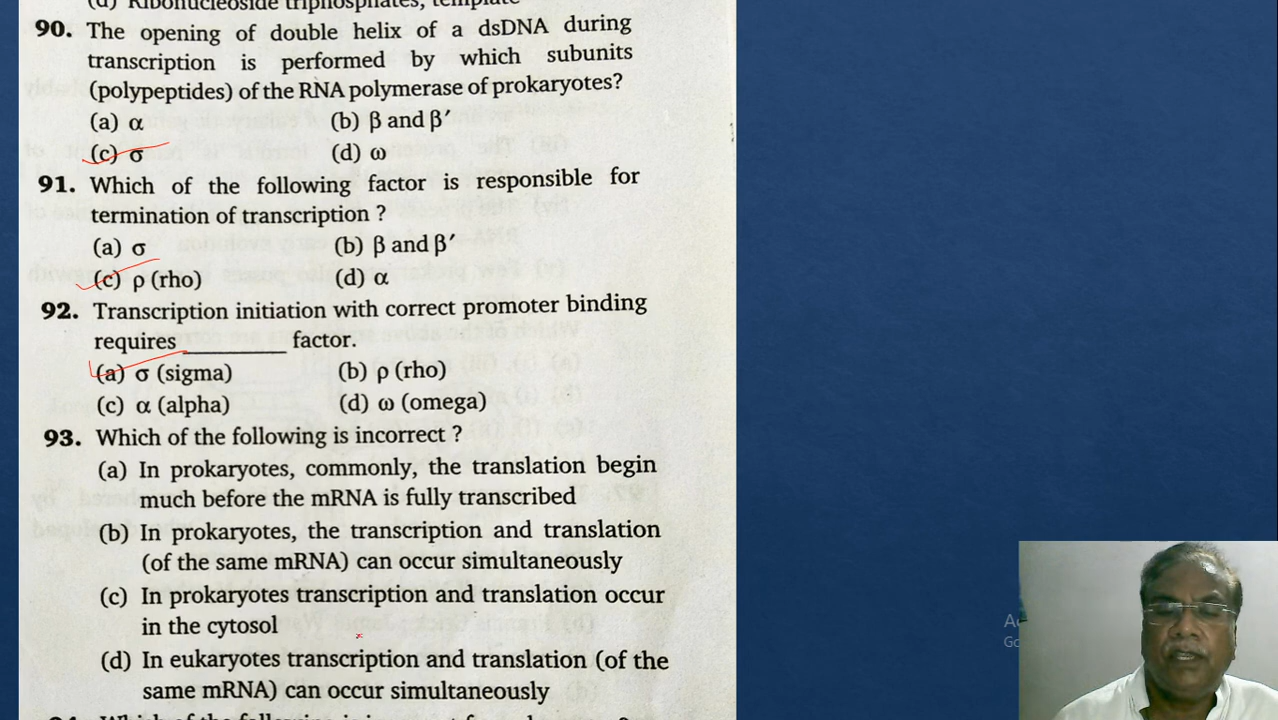 (d) Ribonucleoside triphosphates, template
90. The opening of double helix of a dsDNA during
transcription is performed by which subunits
(polypeptides) of the RNA polymerase of prokaryotes?
(a) α (b) β and β′
(c) σ (d) ω
91. Which of the following factor is responsible for
termination of transcription ?
(a) σ (b) β and β′
(c) ρ (rho) (d) α
92. Transcription initiation with correct promoter binding
requires __________ factor.
(a) σ (sigma) (b) ρ (rho)
(c) α (alpha) (d) ω (omega)
93. Which of the following is incorrect ?
(a) In prokaryotes, commonly, the translation begin
much before the mRNA is fully transcribed
(b) In prokaryotes, the transcription and translation
(of the same mRNA) can occur simultaneously
(c) In prokaryotes transcription and translation occur
in the cytosol
(d) In eukaryotes transcription and translation (of the
same mRNA) can occur simultaneously